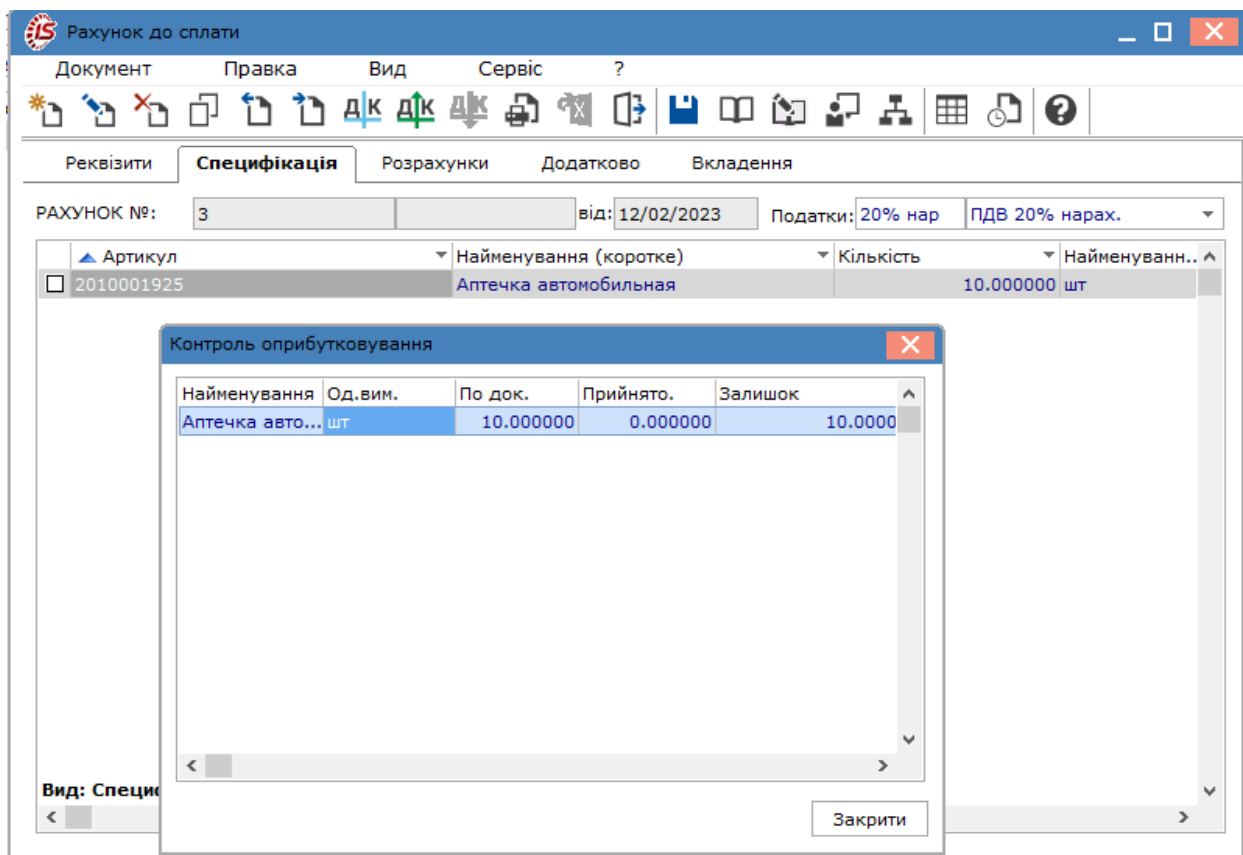 Рахунок до сплати
Документ Правка Вид Сервіс ?
Реквізити Специфікація Розрахунки Додатково Вкладення
РАХУНОК №: 3 від: 12/02/2023 Податки: 20% нар ПДВ 20% нарах.
Артикул Найменування (коротке) Кількість Найменуванн..
2010001925 Аптечка автомобильная 10.000000 шт
Контроль оприбутковування
Найменування Од.вим. По док. Прийнято. Залишок
Аптечка авто... шт 10.000000 0.000000 10.0000
Вид: Специ
Закрити